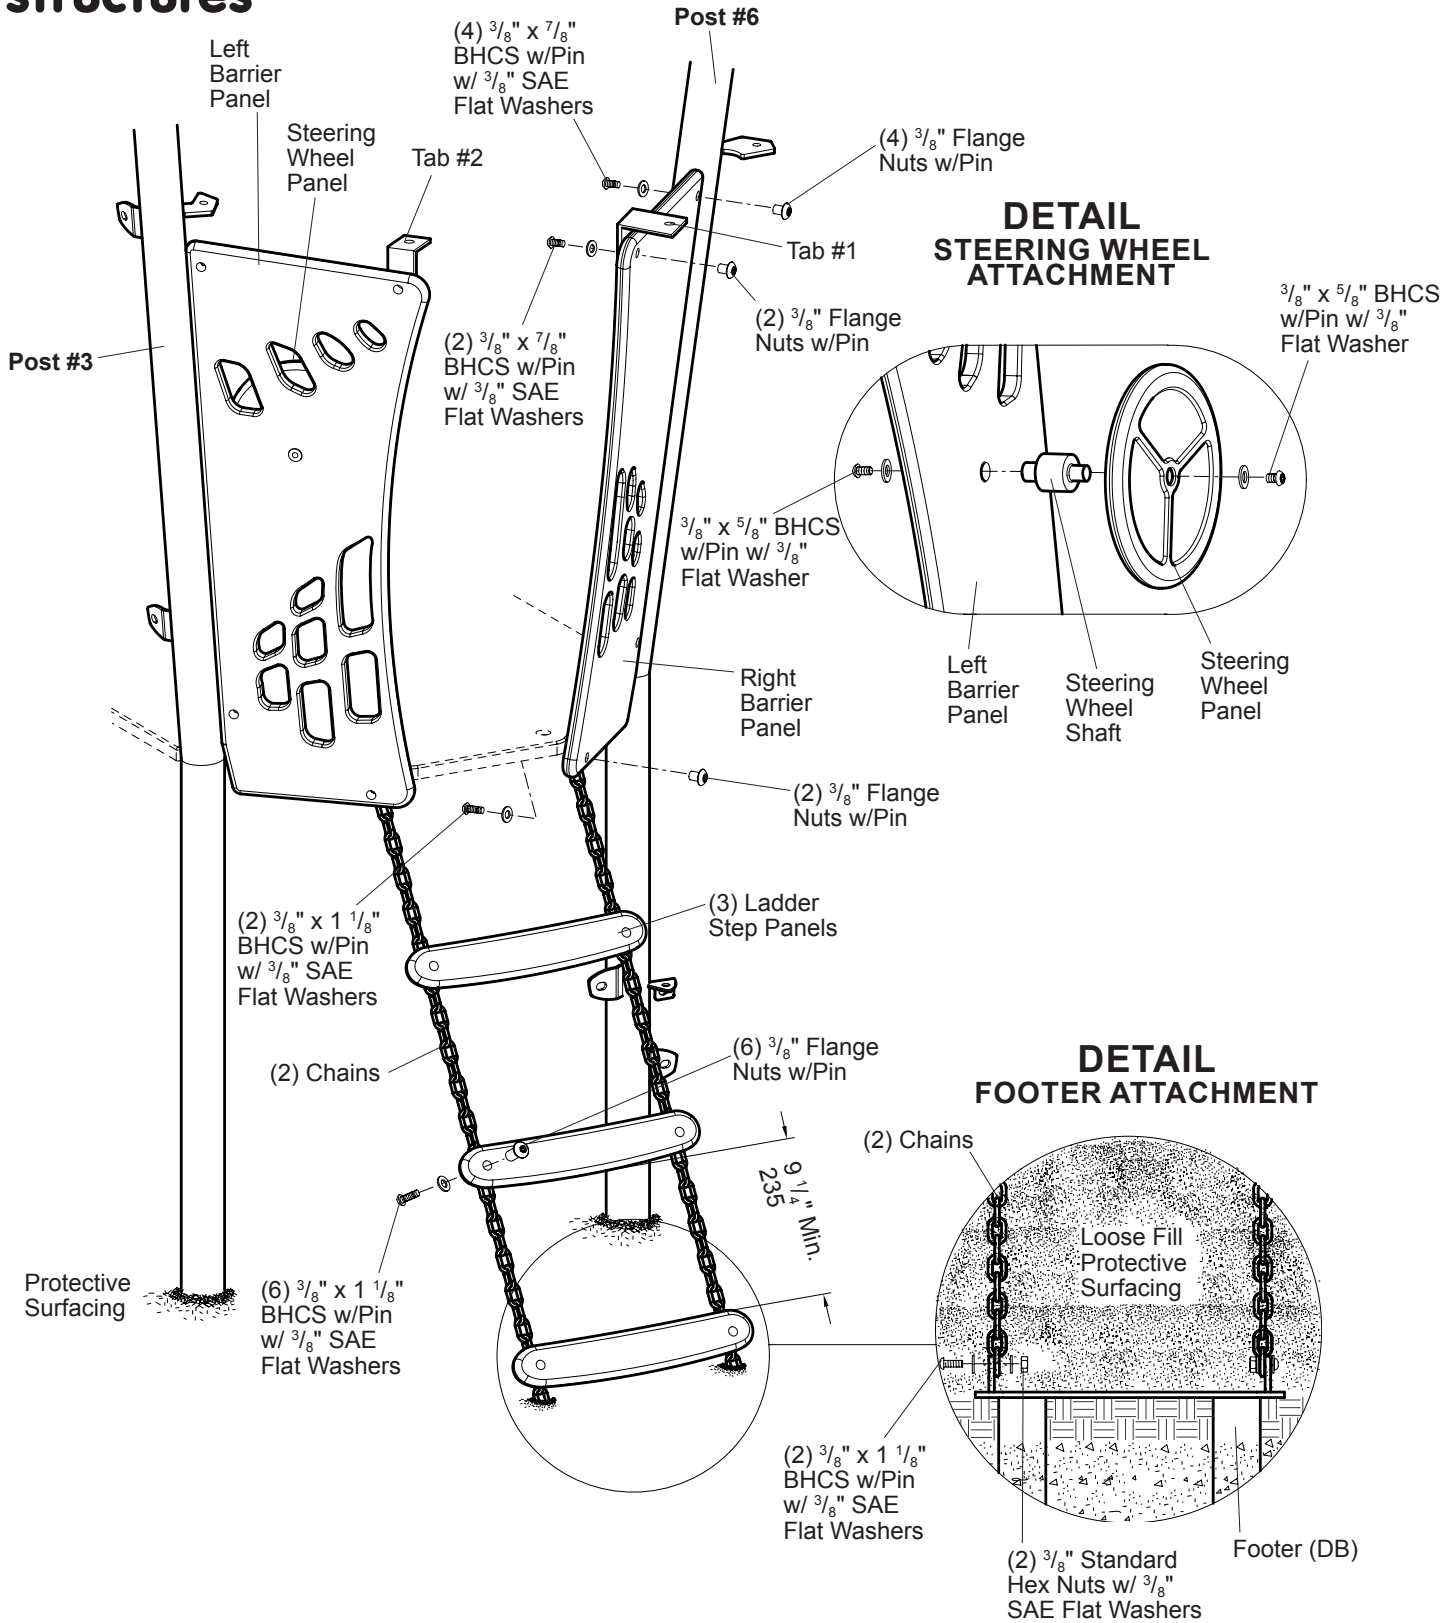 structures
Post #6
(4) 3/8" x 7/8"
BHCS w/Pin
w/ 3/8" SAE
Flat Washers
Left
Barrier
Panel
Steering
Wheel
Panel
Tab #2
(4) 3/8" Flange
Nuts w/Pin
Tab #1
Post #3
(2) 3/8" x 7/8"
BHCS w/Pin
w/ 3/8" SAE
Flat Washers
(2) 3/8" Flange
Nuts w/Pin
DETAIL
STEERING WHEEL
ATTACHMENT
3/8" x 5/8" BHCS
w/Pin w/ 3/8"
Flat Washer
3/8" x 5/8" BHCS
w/Pin w/ 3/8"
Flat Washer
Left
Barrier
Panel
Steering
Wheel
Shaft
Steering
Wheel
Panel
Right
Barrier
Panel
(2) 3/8" Flange
Nuts w/Pin
(2) 3/8" x 1 1/8"
BHCS w/Pin
w/ 3/8" SAE
Flat Washers
(3) Ladder
Step Panels
(2) Chains
(6) 3/8" Flange
Nuts w/Pin
9 1/4" Min.
235
Protective
Surfacing
(6) 3/8" x 1 1/8"
BHCS w/Pin
w/ 3/8" SAE
Flat Washers
DETAIL
FOOTER ATTACHMENT
(2) Chains
Loose Fill
Protective
Surfacing
(2) 3/8" x 1 1/8"
BHCS w/Pin
w/ 3/8" SAE
Flat Washers
(2) 3/8" Standard
Hex Nuts w/ 3/8"
SAE Flat Washers
Footer (DB)